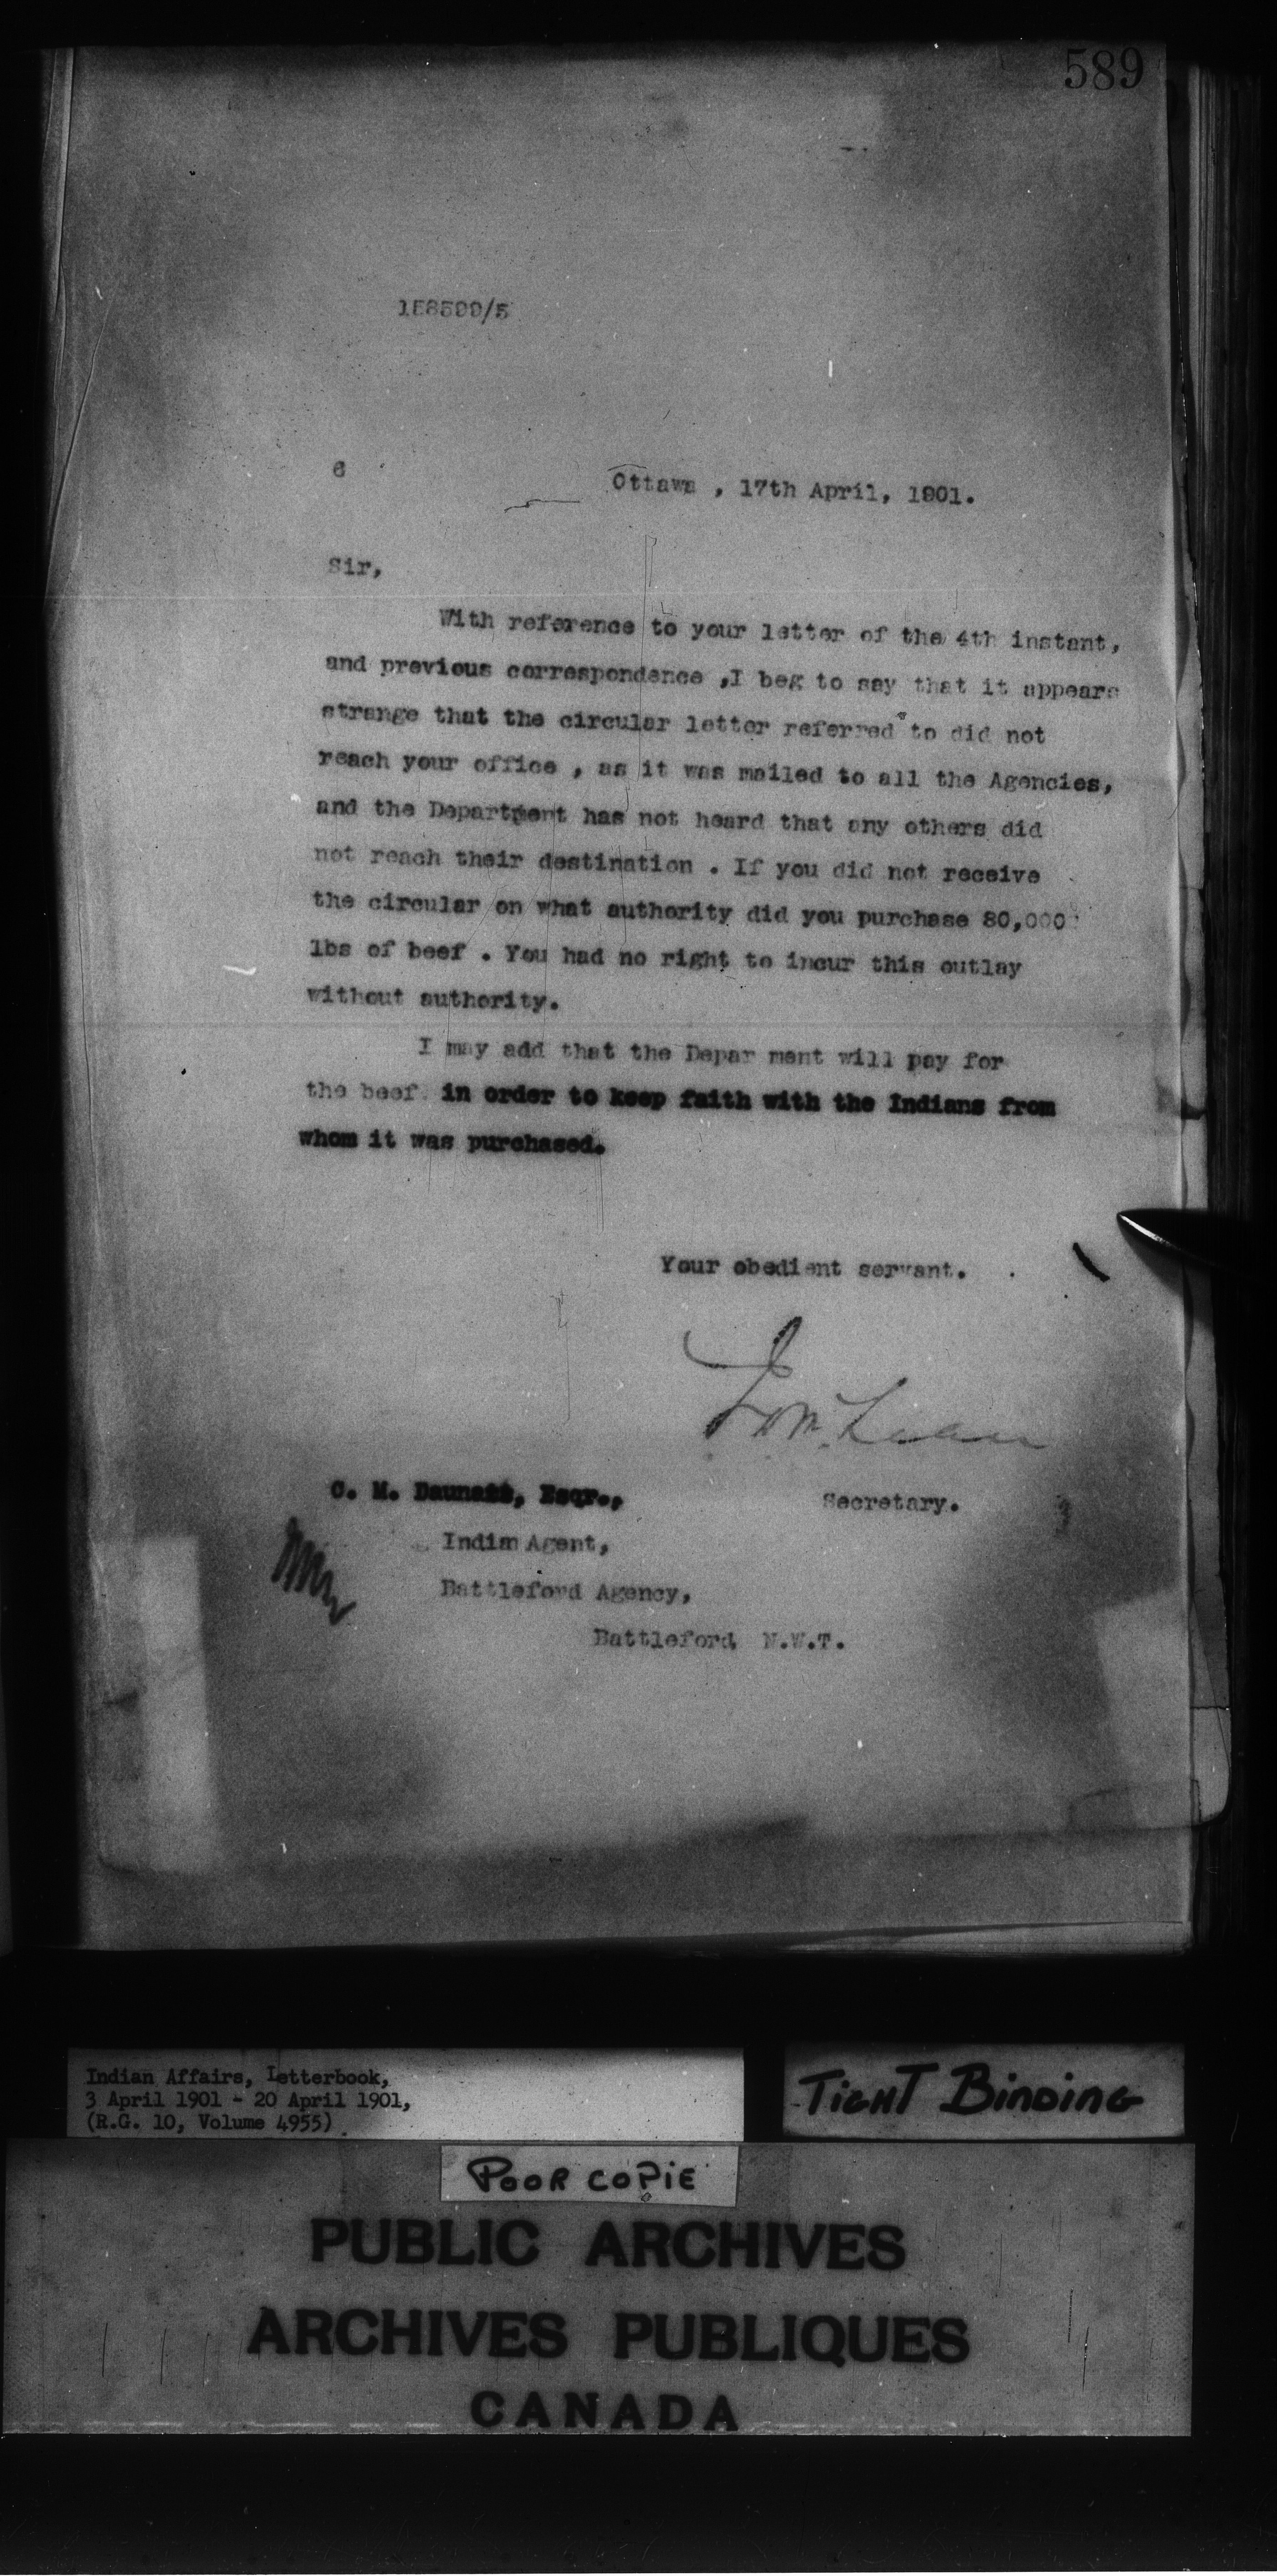 589
158599/5
6
Ottawa , 17th April, 1901.
Sir,
With reference to your letter of the 4th instant,
and previous correspondence ,I beg to say that it appears
strange that the circular letter referred to did not
reach your office , as it was mailed to all the Agencies,
and the Department has not heard that any others did
not reach their destination . If you did not receive
the circular on what authority did you purchase 80,000
lbs of beef . You had no right to incur this outlay
without authority.
I may add that the Depar ment will pay for
the beef in order to keep faith with the Indians from
whom it was purchased.
Your obedient servant.
J.D. McLean
C. M. Daunais, Esqr.,
Secretary.
Indian Agent,
Battleford Agency,
Battleford, N.W.T.
Indian Affairs, Letterbook,
3 April 1901 - 20 April 1901,
(R.G. 10, Volume 4955)
TIGHT BINDING
POOR COPIE
PUBLIC ARCHIVES
ARCHIVES PUBLIQUES
CANADA